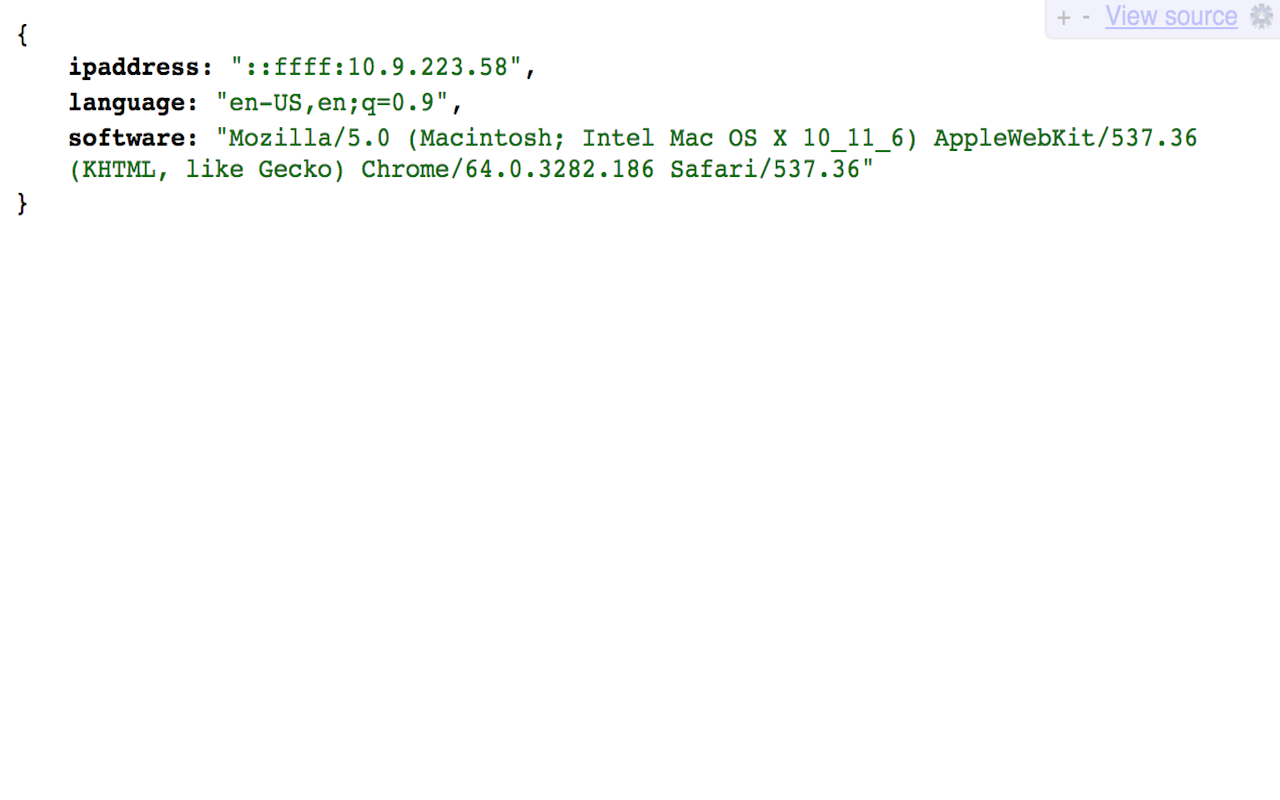 + - View source
{
ipaddress: "::ffff:10.9.223.58",
language: "en-US,en;q=0.9",
software: "Mozilla/5.0 (Macintosh; Intel Mac OS X 10_11_6) AppleWebKit/537.36
(KHTML, like Gecko) Chrome/64.0.3282.186 Safari/537.36"
}